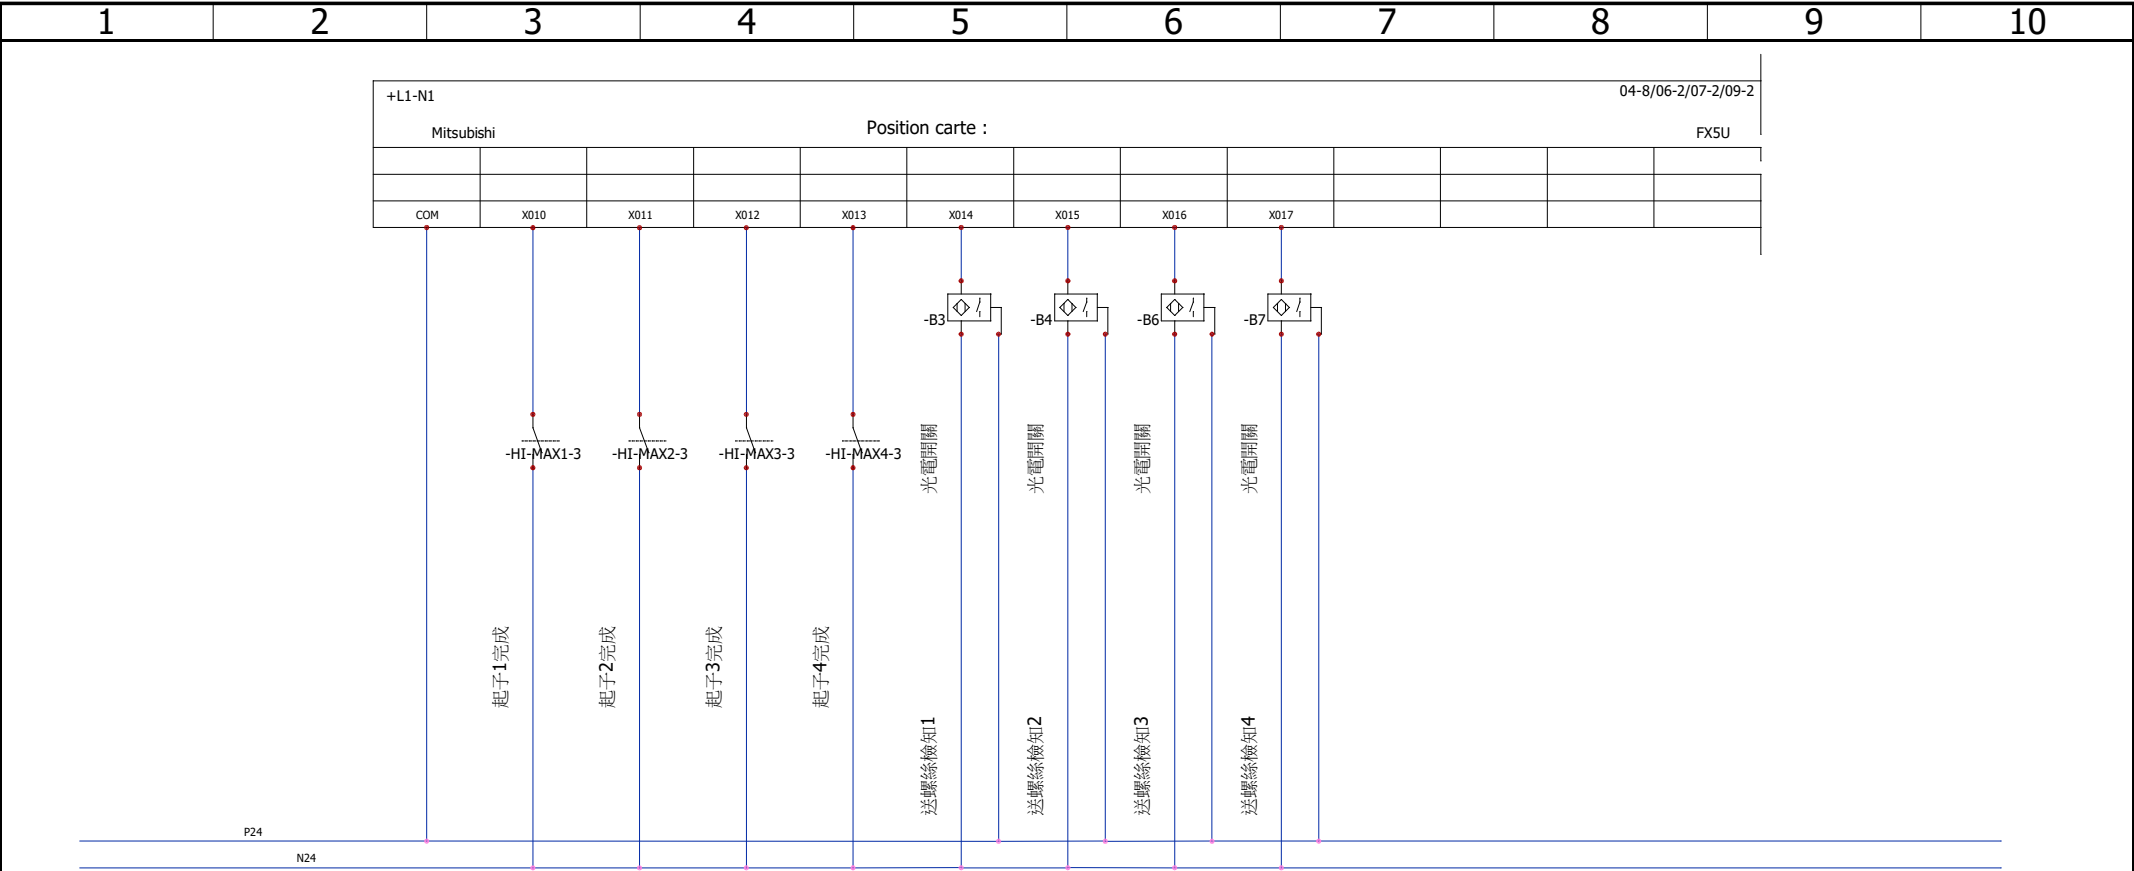 1 2 3 4 5 6 7 8 9 10
+L1-N1 04-8/06-2/07-2/09-2
Mitsubishi Position carte : FX5U
COM X010 X011 X012 X013 X014 X015 X016 X017
-B3 -B4 -B6 -B7
-HI-MAX1-3 -HI-MAX2-3 -HI-MAX3-3 -HI-MAX4-3
光電開關
光電開關
光電開關
光電開關
起子1完成
起子2完成
起子3完成
起子4完成
送螺絲檢知1
送螺絲檢知2
送螺絲檢知3
送螺絲檢知4
P24
N24